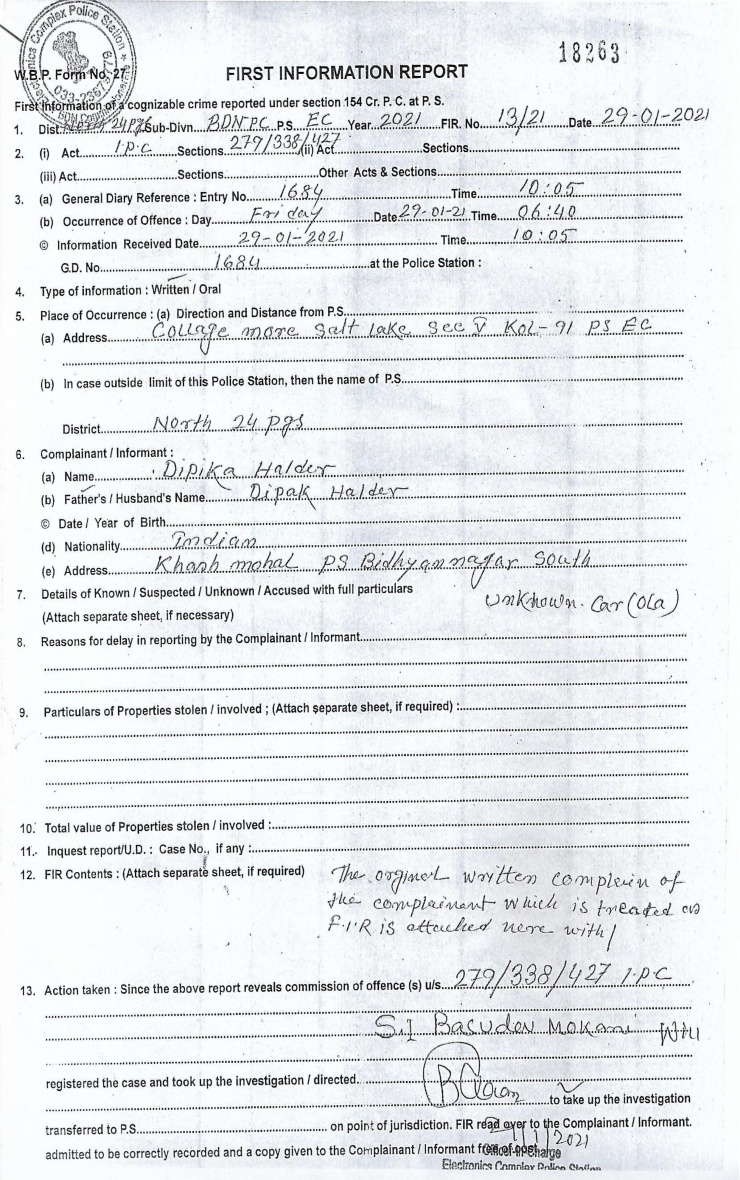 Electronics Complex Police Station
033-2367
18263
W.B.P. Form No. 27
FIRST INFORMATION REPORT
First Information of a cognizable crime reported under section 154 Cr. P. C. at P. S.
1. Dist. North 24 Pgs Sub-Divn. BDNPC P.S. EC Year 2021 FIR. No. 13/21 Date 29-01-2021
2. (i) Act I.P.C Sections 279/338/427 (ii) Act Sections
(iii) Act Sections Other Acts & Sections
3. (a) General Diary Reference : Entry No. 1684 Time 10:05
(b) Occurrence of Offence : Day Friday Date 29-01-21 Time 06:40
© Information Received Date 29-01-2021 Time 10:05
G.D. No. 1684 at the Police Station :
4. Type of information : Written / Oral
5. Place of Occurrence : (a) Direction and Distance from P.S.
(a) Address Collage more Salt Lake Sec V Kol-91 PS EC
(b) In case outside limit of this Police Station, then the name of P.S.
District North 24 pgs
6. Complainant / Informant :
(a) Name Dipika Halder
(b) Father's / Husband's Name Dipak Halder
© Date / Year of Birth
(d) Nationality Indian
(e) Address Khash mahal PS Bidhyannagar South
7. Details of Known / Suspected / Unknown / Accused with full particulars
Unknown. Car (Ola)
(Attach separate sheet, if necessary)
8. Reasons for delay in reporting by the Complainant / Informant
9. Particulars of Properties stolen / involved ; (Attach separate sheet, if required) :
10. Total value of Properties stolen / involved :
11. Inquest report/U.D. : Case No., if any :
12. FIR Contents : (Attach separate sheet, if required) The orginel written complein of
the complainant which is treated as
F.I.R is attached here with/
13. Action taken : Since the above report reveals commission of offence (s) u/s. 279/338/427 I.P.C
S.I Basudev Mokami
registered the case and took up the investigation / directed.
to take up the investigation
transferred to P.S. on point of jurisdiction. FIR read over to the Complainant / Informant.
/1/2021
admitted to be correctly recorded and a copy given to the Complainant / Informant free of cost.
Officer-in-Charge
Electronics Complex Police Station